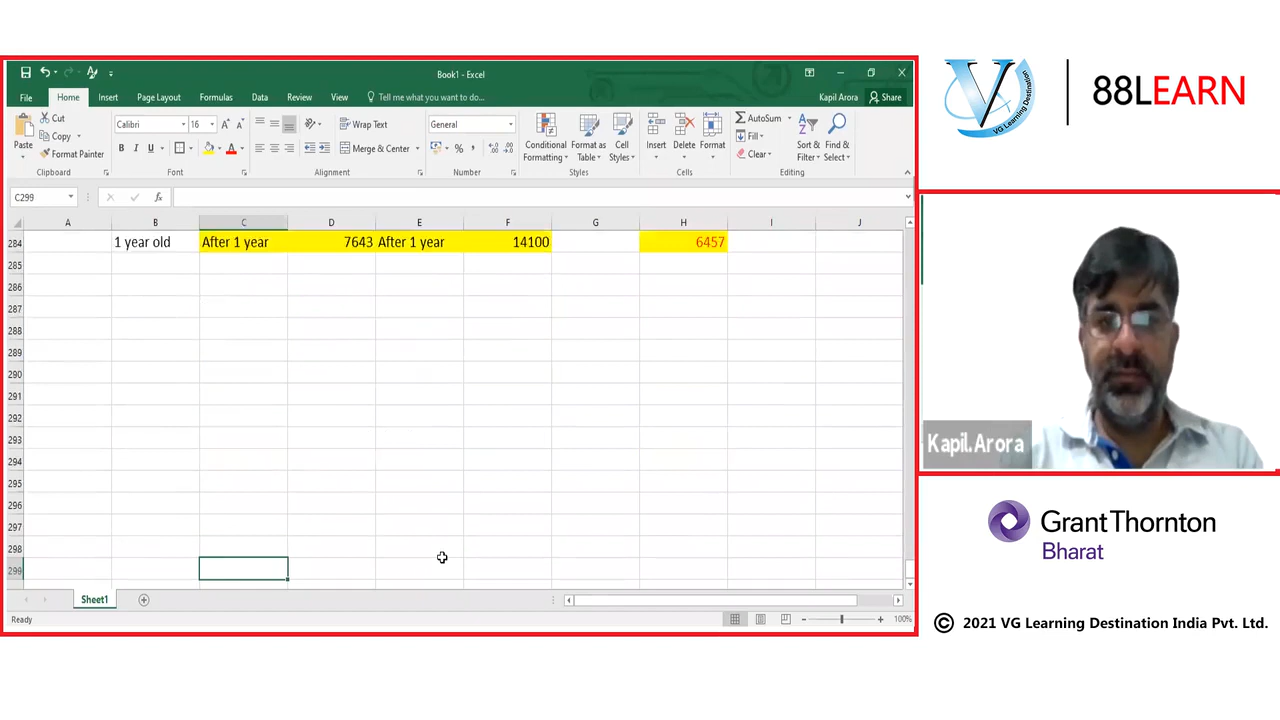 Book1 - Excel
File Home Insert Page Layout Formulas Data Review View Tell me what you want to do... Kapil Arora Share
Paste Cut Copy Format Painter Clipboard
Calibri 16 B I U Font
Wrap Text Merge & Center Alignment
General % , Number
Conditional Formatting Format as Table Cell Styles Styles
Insert Delete Format Cells
AutoSum Fill Clear Sort & Filter Find & Select Editing
C299 fx
A B C D E F G H I J
284 1 year old After 1 year 7643 After 1 year 14100 6457
285
286
287
288
289
290
291
292
293
294
295
296
297
298
299
Sheet1
Ready 100%
V
VG Learning Destination
88LEARN
Kapil.Arora
Grant Thornton
Bharat
© 2021 VG Learning Destination India Pvt. Ltd.